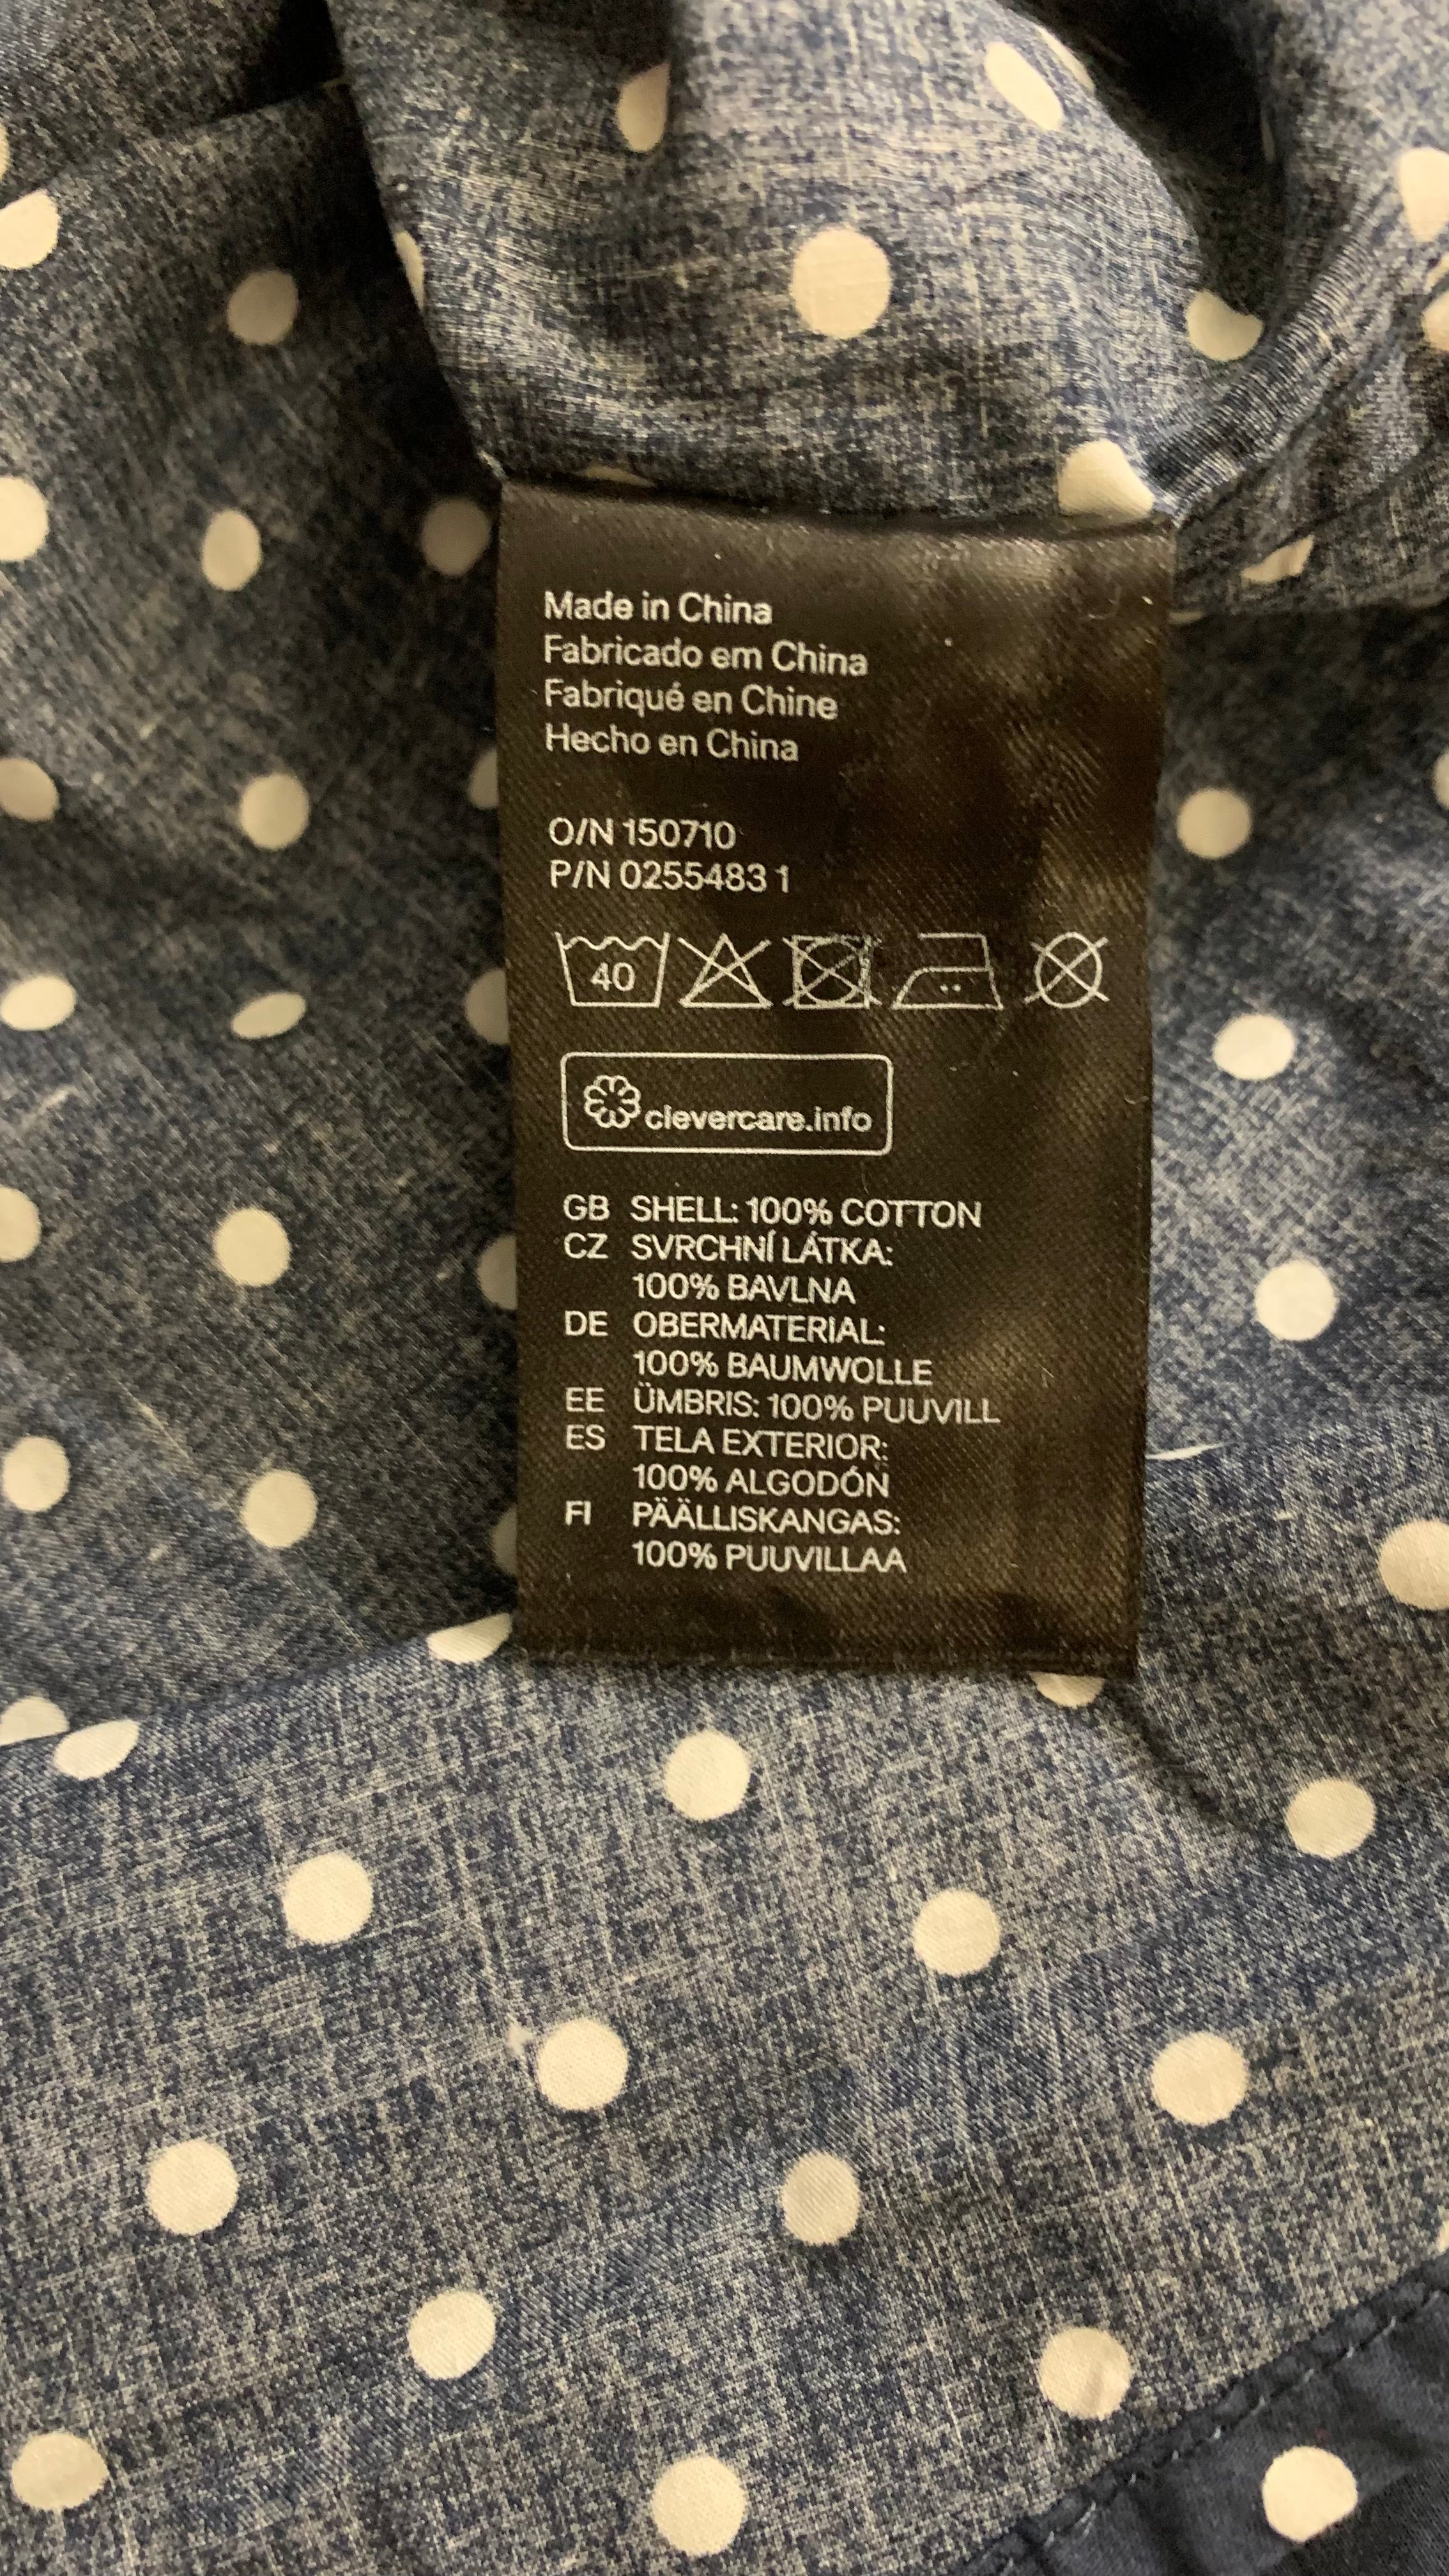 Made in China
Fabricado em China
Fabriqué en Chine
Hecho en China
O/N 150710
P/N 0255483 1
40
clevercare.info
GB SHELL: 100% COTTON
CZ SVRCHNÍ LÁTKA:
100% BAVLNA
DE OBERMATERIAL:
100% BAUMWOLLE
EE ÜMBRIS: 100% PUUVILL
ES TELA EXTERIOR:
100% ALGODÓN
FI PÄÄLLISKANGAS:
100% PUUVILLAA